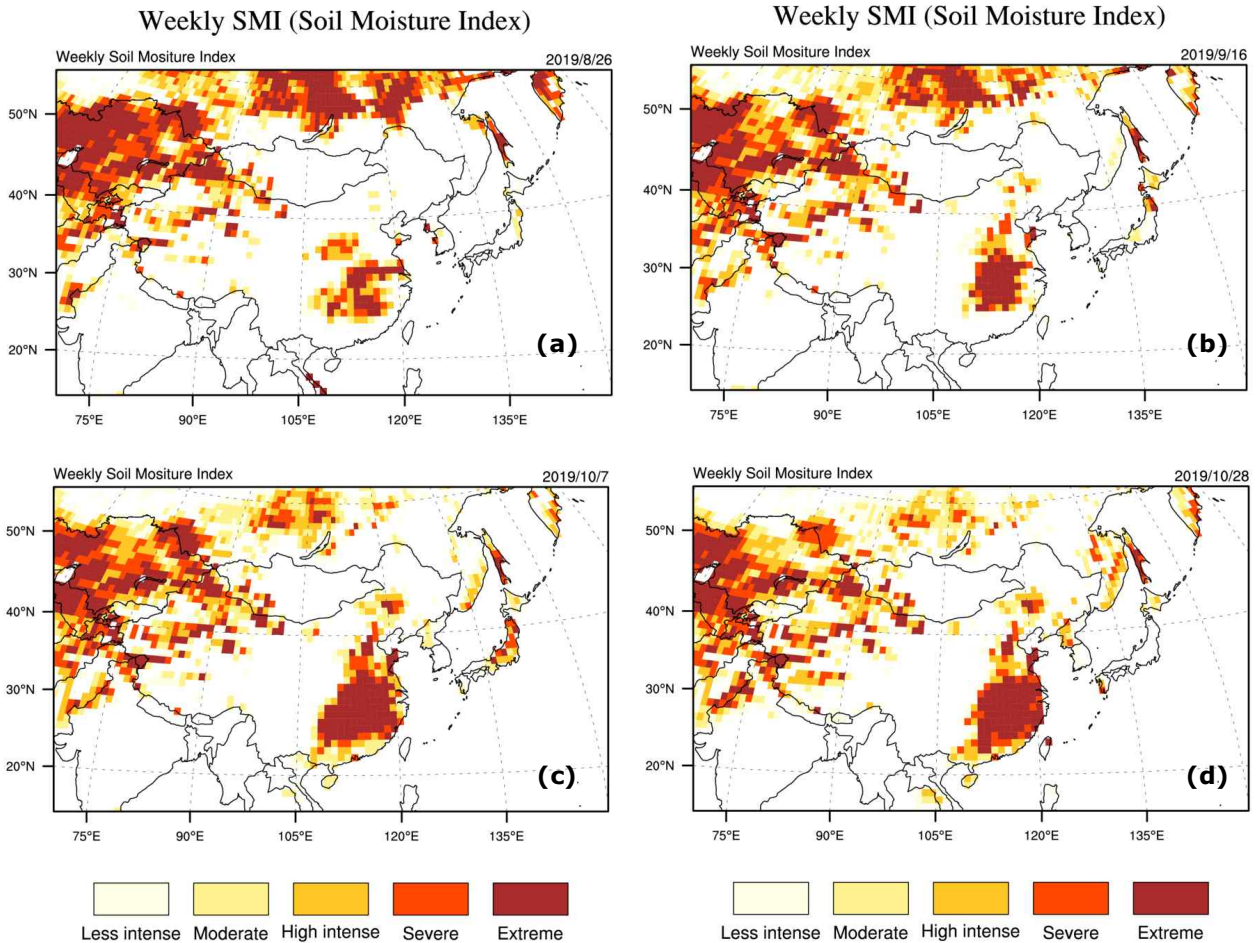 Weekly SMI (Soil Moisture Index)
Weekly SMI (Soil Moisture Index)
Weekly Soil Mositure Index 2019/8/26
50°N
40°N
30°N
20°N
75°E 90°E 105°E 120°E 135°E
(a)
Weekly Soil Mositure Index 2019/9/16
50°N
40°N
30°N
20°N
75°E 90°E 105°E 120°E 135°E
(b)
Weekly Soil Mositure Index 2019/10/7
50°N
40°N
30°N
20°N
75°E 90°E 105°E 120°E 135°E
(c)
Weekly Soil Mositure Index 2019/10/28
50°N
40°N
30°N
20°N
75°E 90°E 105°E 120°E 135°E
(d)
Less intense Moderate High intense Severe Extreme
Less intense Moderate High intense Severe Extreme